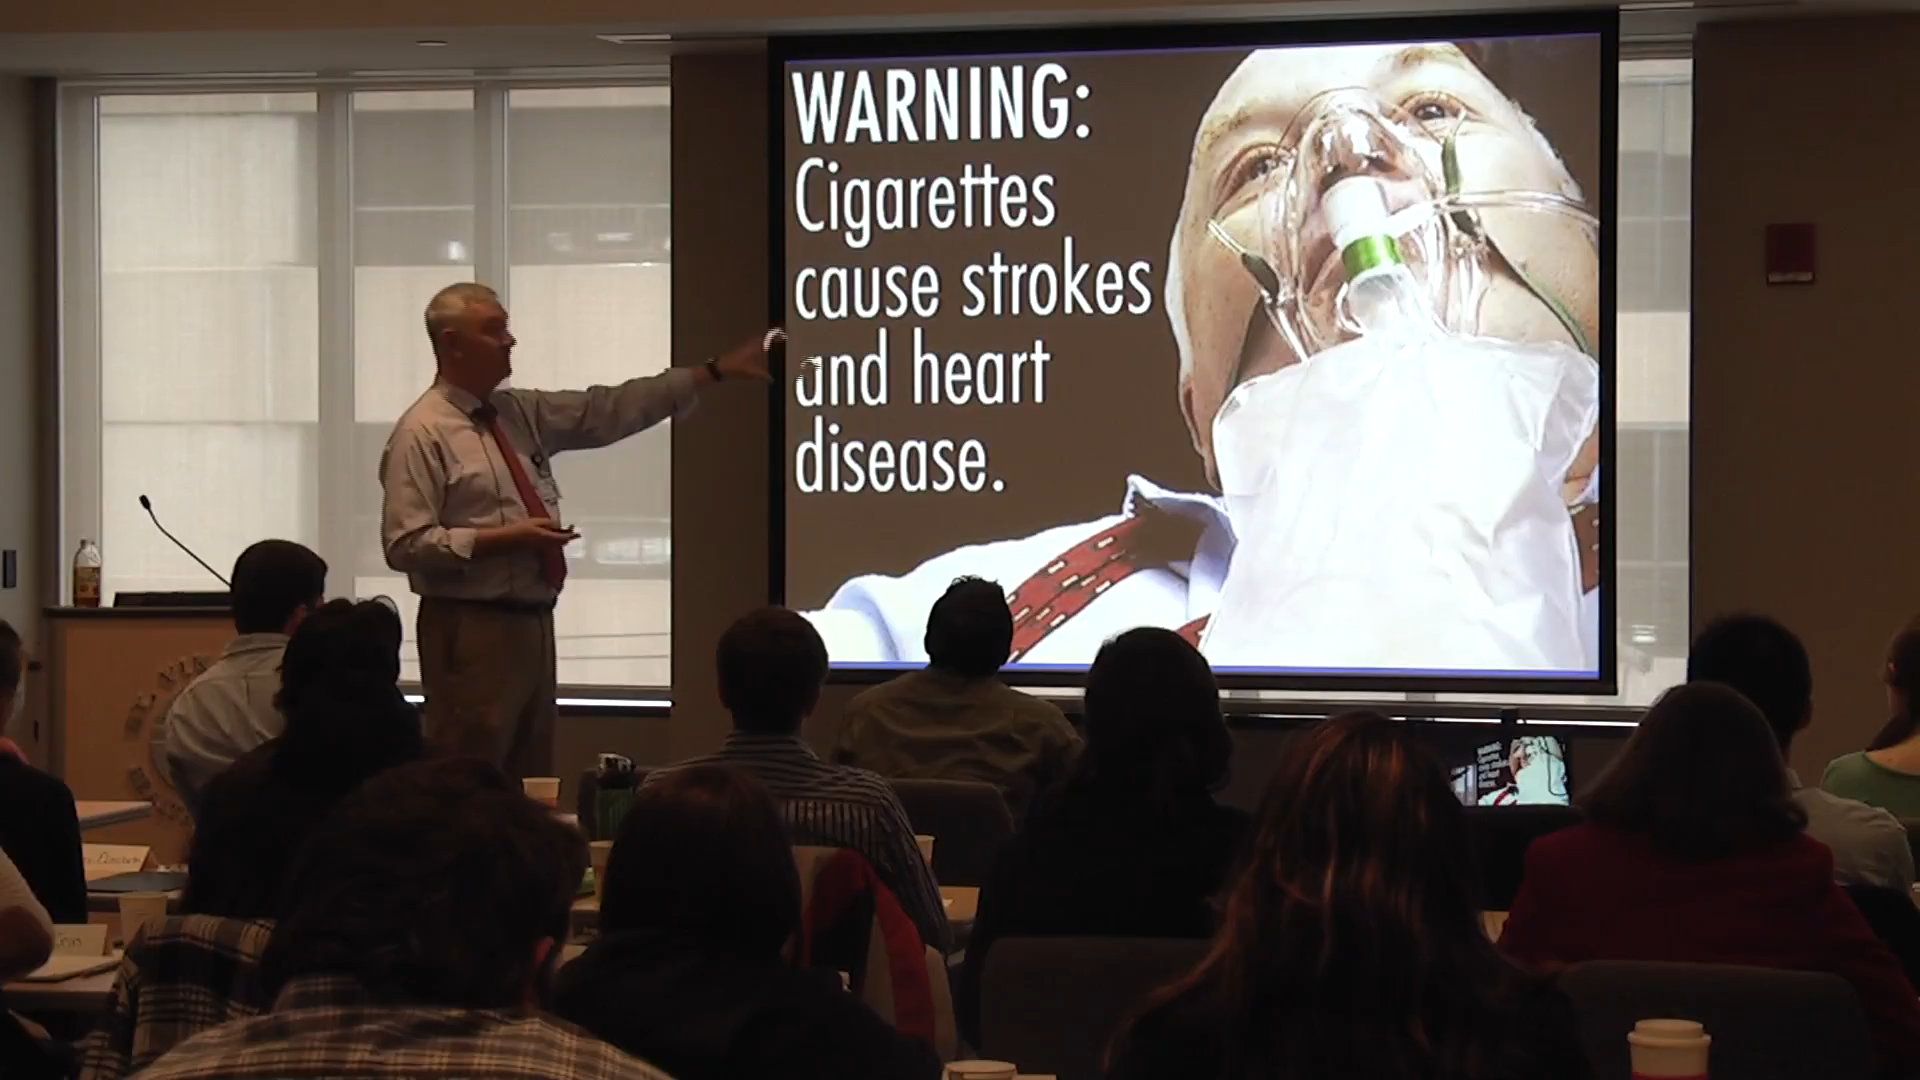 WARNING:
Cigarettes
cause strokes
and heart
disease.